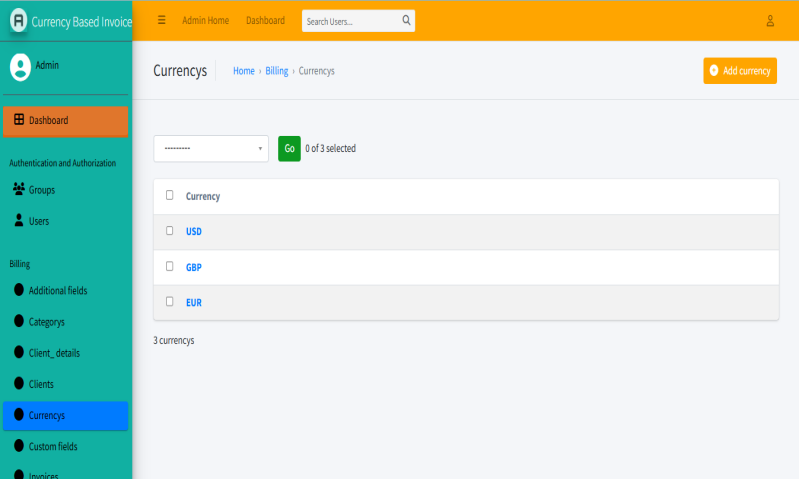 Currency Based Invoice
Admin
Dashboard
Authentication and Authorization
Groups
Users
Billing
Additional fields
Categorys
Client_ details
Clients
Currencys
Custom fields
Invoices
Admin Home
Dashboard
Search Users...
Currencys
Home › Billing › Currencys
Add currency
---------
Go
0 of 3 selected
Currency
USD
GBP
EUR
3 currencys